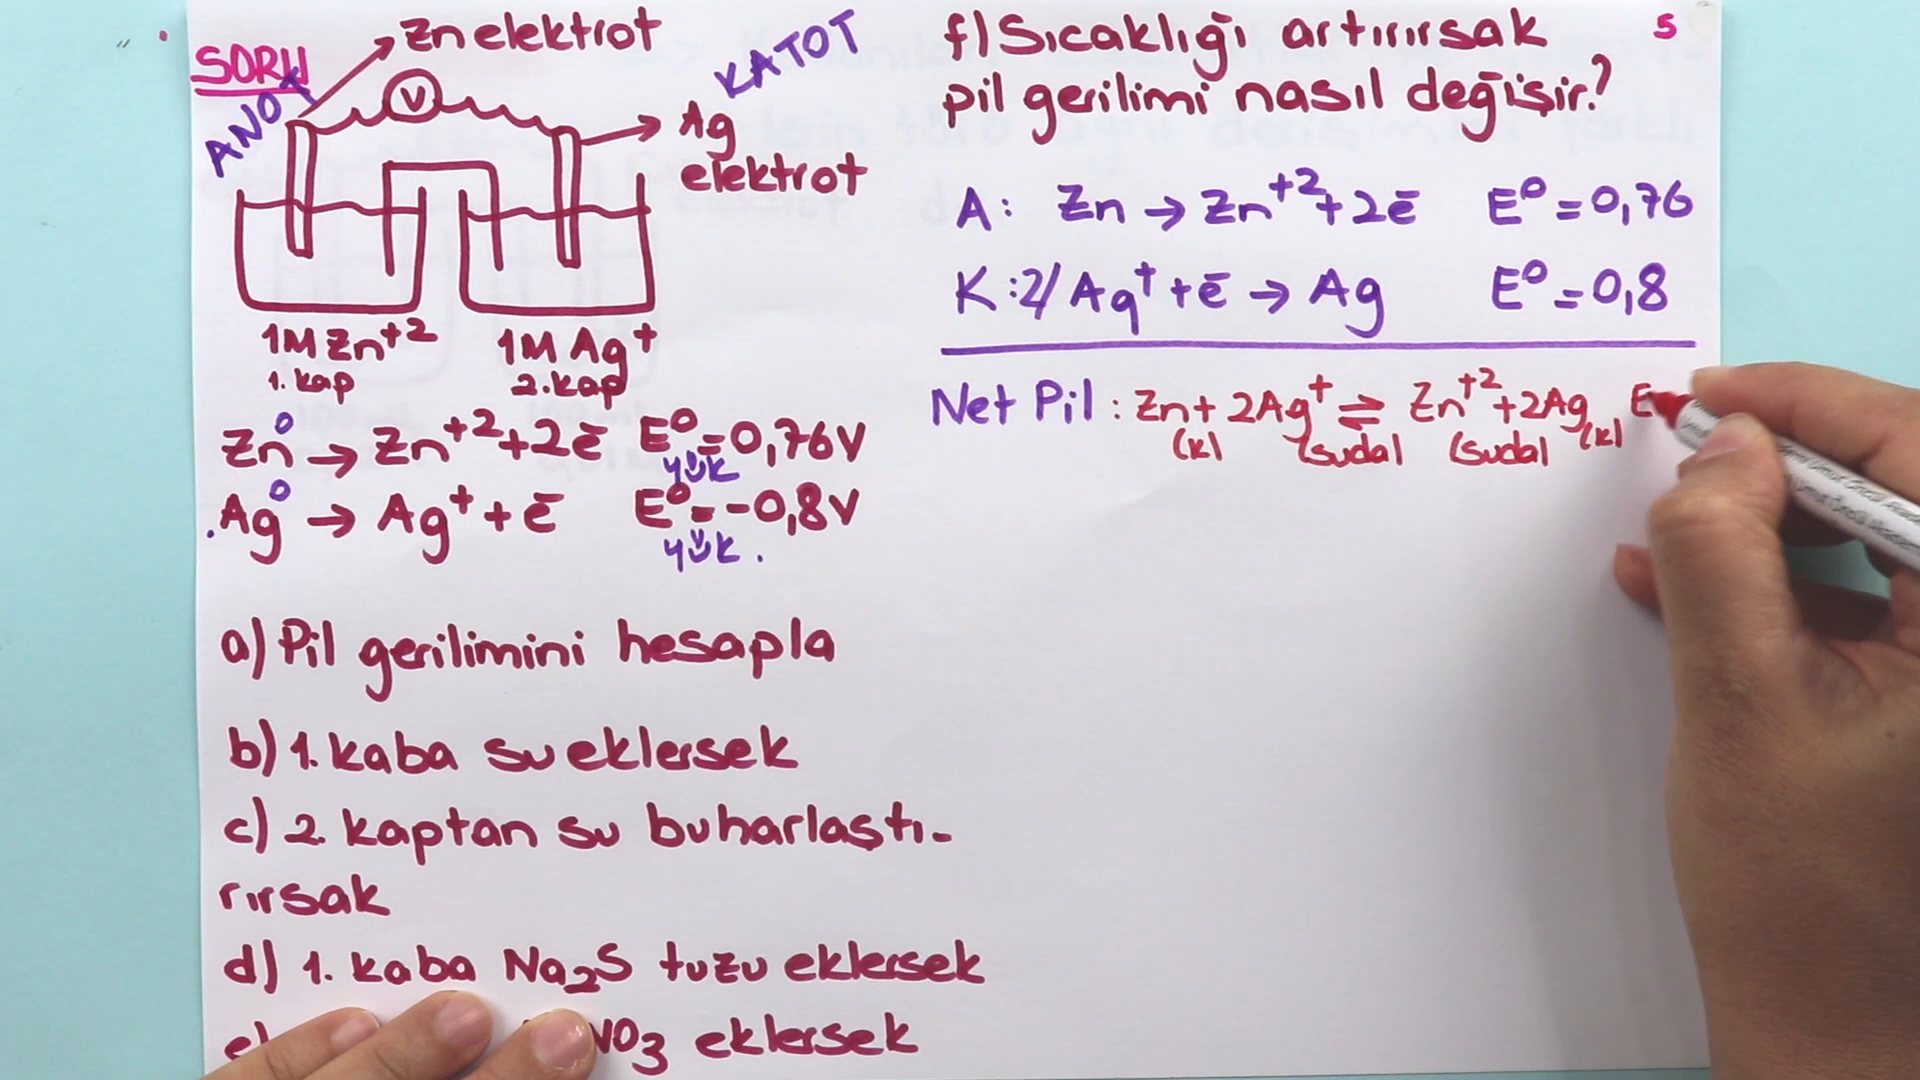 SORU
ANOT
Zn elektrot
V
KATOT
Ag
elektrot
1M Zn+2
1. kap
1M Ag+
2. kap
Zn0 → Zn+2 + 2ē E0 = 0,76V
yük
Ag0 → Ag+ + ē E0 = -0,8V
yük
a) Pil gerilimini hesapla
b) 1. kaba su eklersek
c) 2. kaptan su buharlaştı-
rırsak
d) 1. kaba Na2S tuzu eklersek
e) NO3 eklersek
5
f) Sıcaklığı artırırsak
pil gerilimi nasıl değişir?
A: Zn → Zn+2 + 2ē E0 = 0,76
K: 2/ Ag+ + ē → Ag E0 = 0,8
Net Pil: Zn + 2Ag+ ⇌ Zn+2 + 2Ag E
(k) (suda) (suda) (k)